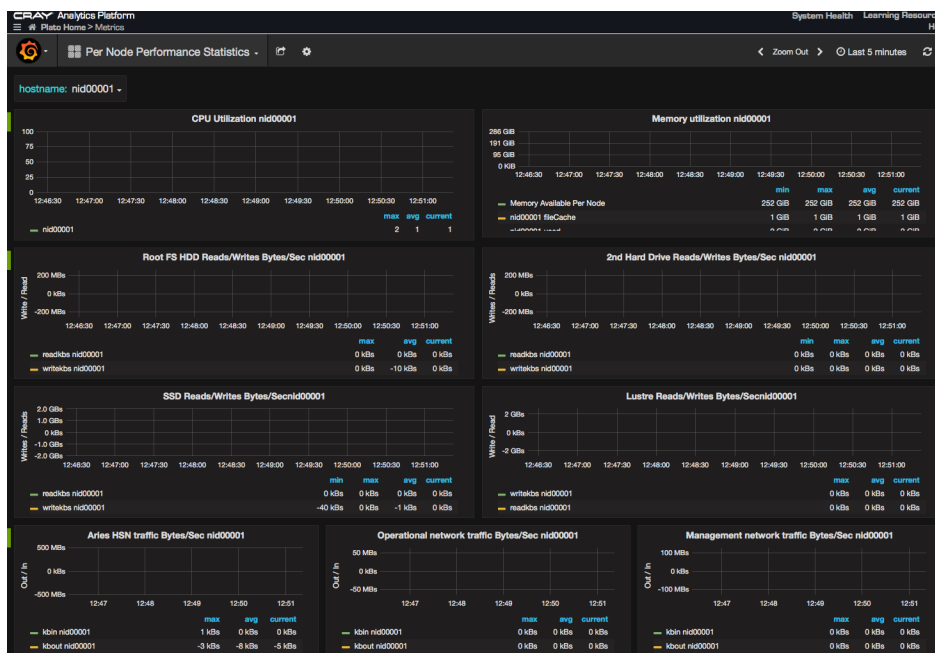 CRAY Analytics Platform
System Health Learning Resourc
Plato Home > Metrics
H
Per Node Performance Statistics
Zoom Out
Last 5 minutes
hostname: nid00001
CPU Utilization nid00001
100
75
50
25
0
12:46:30 12:47:00 12:47:30 12:48:00 12:48:30 12:49:00 12:49:30 12:50:00 12:50:30 12:51:00
max avg current
nid00001 2 1 1
Memory utilization nid00001
286 GiB
191 GiB
95 GiB
0 KiB
12:46:30 12:47:00 12:47:30 12:48:00 12:48:30 12:49:00 12:49:30 12:50:00 12:50:30 12:51:00
min max avg current
Memory Available Per Node 252 GiB 252 GiB 252 GiB 252 GiB
nid00001 fileCache 1 GiB 1 GiB 1 GiB 1 GiB
nid00001 used 0 GiB 0 GiB 0 GiB 0 GiB
Root FS HDD Reads/Writes Bytes/Sec nid00001
Write / Read
200 MBs
0 kBs
-200 MBs
12:46:30 12:47:00 12:47:30 12:48:00 12:48:30 12:49:00 12:49:30 12:50:00 12:50:30 12:51:00
max avg current
readkbs nid00001 0 kBs 0 kBs 0 kBs
writekbs nid00001 0 kBs -10 kBs 0 kBs
2nd Hard Drive Reads/Writes Bytes/Sec nid00001
Writes / Read
200 MBs
0 kBs
-200 MBs
12:46:30 12:47:00 12:47:30 12:48:00 12:48:30 12:49:00 12:49:30 12:50:00 12:50:30 12:51:00
min max avg current
readkbs nid00001 0 kBs 0 kBs 0 kBs 0 kBs
writekbs nid00001 0 kBs 0 kBs 0 kBs 0 kBs
SSD Reads/Writes Bytes/Secnid00001
Writes / Reads
2.0 GBs
1.0 GBs
0 kBs
-1.0 GBs
-2.0 GBs
12:46:30 12:47:00 12:47:30 12:48:00 12:48:30 12:49:00 12:49:30 12:50:00 12:50:30 12:51:00
min max avg current
readkbs nid00001 0 kBs 0 kBs 0 kBs 0 kBs
writekbs nid00001 -40 kBs 0 kBs -1 kBs 0 kBs
Lustre Reads/Writes Bytes/Secnid00001
Write / Read
2 GBs
0 kBs
-2 GBs
12:46:30 12:47:00 12:47:30 12:48:00 12:48:30 12:49:00 12:49:30 12:50:00 12:50:30 12:51:00
max avg current
writekbs nid00001 0 kBs 0 kBs 0 kBs
readkbs nid00001 0 kBs 0 kBs 0 kBs
Aries HSN traffic Bytes/Sec nid00001
Out / In
500 MBs
0 kBs
-500 MBs
12:47 12:48 12:49 12:50 12:51
max avg current
kbin nid00001 1 kBs 0 kBs 0 kBs
kbout nid00001 -3 kBs -8 kBs -5 kBs
Operational network traffic Bytes/Sec nid00001
Out / In
50 MBs
0 kBs
-50 MBs
12:47 12:48 12:49 12:50 12:51
max avg current
kbin nid00001 0 kBs 0 kBs 0 kBs
kbout nid00001 0 kBs 0 kBs 0 kBs
Management network traffic Bytes/Sec nid00001
Out / In
100 MBs
0 kBs
-100 MBs
12:47 12:48 12:49 12:50 12:51
max avg current
kbin nid00001 0 kBs 0 kBs 0 kBs
kbout nid00001 0 kBs 0 kBs 0 kBs